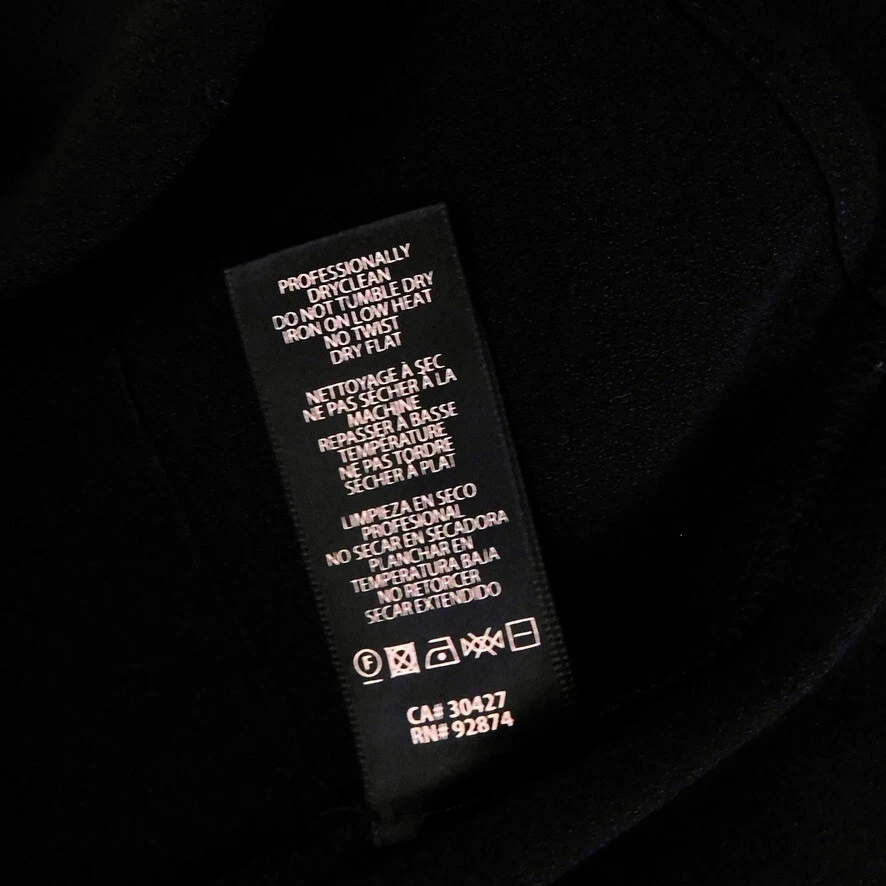 PROFESSIONALLY
DRYCLEAN
DO NOT TUMBLE DRY
IRON ON LOW HEAT
NO TWIST
DRY FLAT
NETTOYAGE À SEC
NE PAS SÉCHER À LA
MACHINE
REPASSER À BASSE
TEMPÉRATURE
NE PAS TORDRE
SÉCHER À PLAT
LIMPIEZA EN SECO
PROFESIONAL
NO SECAR EN SECADORA
PLANCHAR EN
TEMPERATURA BAJA
NO RETORCER
SECAR EXTENDIDO
F
CA# 30427
RN# 92874